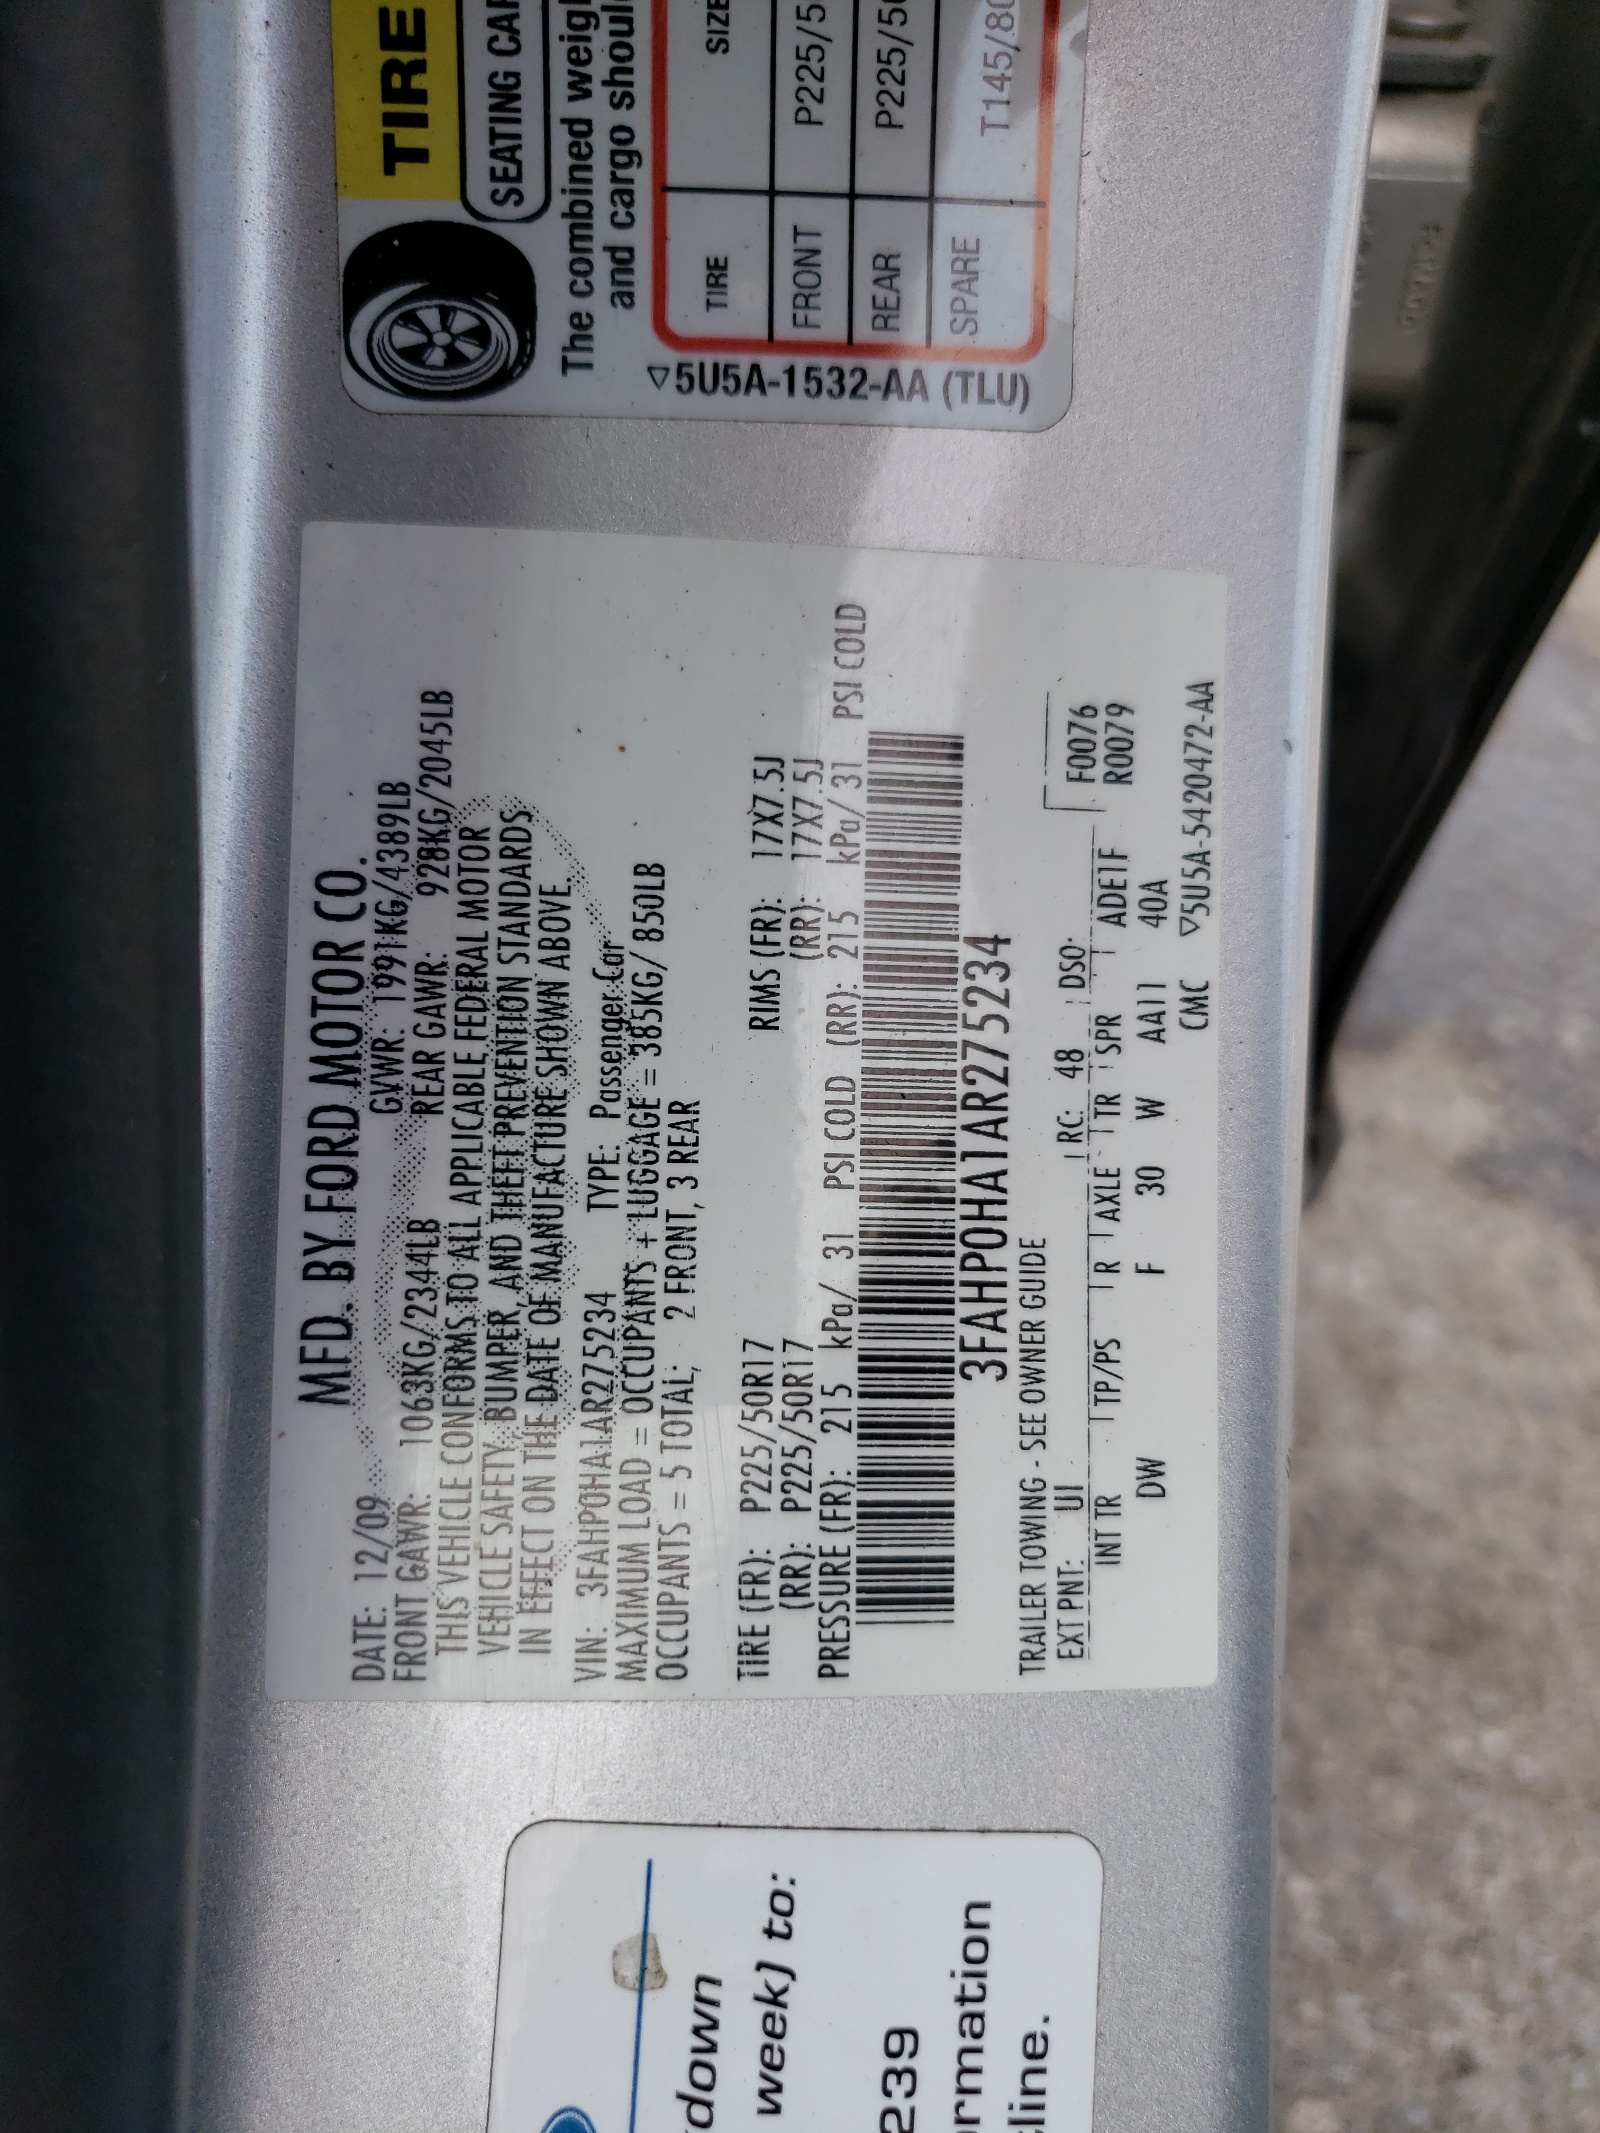 MFD. BY FORD MOTOR CO.
DATE: 12/09 GVWR: 1991KG/4389LB
FRONT GAWR: 1063KG/2344LB REAR GAWR: 928KG/2045LB
THIS VEHICLE CONFORMS TO ALL APPLICABLE FEDERAL MOTOR
VEHICLE SAFETY, BUMPER, AND THEFT PREVENTION STANDARDS
IN EFFECT ON THE DATE OF MANUFACTURE SHOWN ABOVE.
VIN: 3FAHP0HA1AR275234 TYPE: Passenger Car
MAXIMUM LOAD = OCCUPANTS + LUGGAGE = 385KG/ 850LB
OCCUPANTS = 5 TOTAL; 2 FRONT, 3 REAR
TIRE (FR): P225/50R17 RIMS (FR): 17X7.5J
(RR): P225/50R17 (RR): 17X7.5J
PRESSURE (FR): 215 kPa/ 31 PSI COLD (RR): 215 kPa/ 31 PSI COLD
3FAHP0HA1AR275234
TRAILER TOWING - SEE OWNER GUIDE
EXT PNT: UI RC: 48 DSO: F0076
INT TR TP/PS R AXLE TR SPR ADE1F R0079
DW F 30 W AA11 40A
CMC ▽5U5A-5420472-AA
TIRE
SEATING CAP
The combined weigh
and cargo should
TIRE SIZE
FRONT P225/5
REAR P225/50
SPARE T145/80
▽5U5A-1532-AA (TLU)
down
week) to:
239
rmation
line.